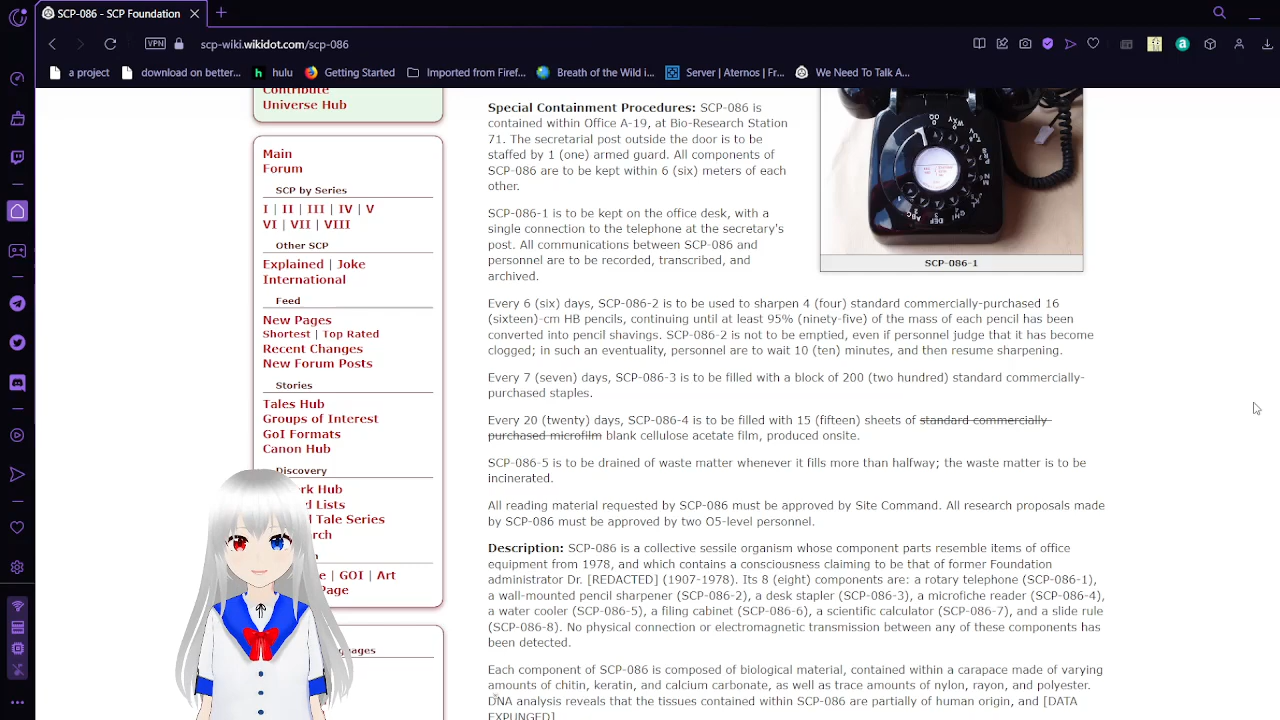 SCP-086 - SCP Foundation
VPN
scp-wiki.wikidot.com/scp-086
a project
download on better...
hulu
Getting Started
Imported from Firef...
Breath of the Wild i...
Server | Aternos | Fr...
We Need To Talk A...
Contribute
Universe Hub
Main
Forum
SCP by Series
I | II | III | IV | V
VI | VII | VIII
Other SCP
Explained | Joke
International
Feed
New Pages
Shortest | Top Rated
Recent Changes
New Forum Posts
Stories
Tales Hub
Groups of Interest
GoI Formats
Canon Hub
Discovery
Hub
Lists
Tale Series
| GOI | Art
Page
Special Containment Procedures: SCP-086 is
contained within Office A-19, at Bio-Research Station
71. The secretarial post outside the door is to be
staffed by 1 (one) armed guard. All components of
SCP-086 are to be kept within 6 (six) meters of each
other.
SCP-086-1 is to be kept on the office desk, with a
single connection to the telephone at the secretary's
post. All communications between SCP-086 and
personnel are to be recorded, transcribed, and
archived.
SCP-086-1
Every 6 (six) days, SCP-086-2 is to be used to sharpen 4 (four) standard commercially-purchased 16
(sixteen)-cm HB pencils, continuing until at least 95% (ninety-five) of the mass of each pencil has been
converted into pencil shavings. SCP-086-2 is not to be emptied, even if personnel judge that it has become
clogged; in such an eventuality, personnel are to wait 10 (ten) minutes, and then resume sharpening.
Every 7 (seven) days, SCP-086-3 is to be filled with a block of 200 (two hundred) standard commercially-
purchased staples.
Every 20 (twenty) days, SCP-086-4 is to be filled with 15 (fifteen) sheets of standard commercially
purchased microfilm blank cellulose acetate film, produced onsite.
SCP-086-5 is to be drained of waste matter whenever it fills more than halfway; the waste matter is to be
incinerated.
All reading material requested by SCP-086 must be approved by Site Command. All research proposals made
by SCP-086 must be approved by two O5-level personnel.
Description: SCP-086 is a collective sessile organism whose component parts resemble items of office
equipment from 1978, and which contains a consciousness claiming to be that of former Foundation
administrator Dr. [REDACTED] (1907-1978). Its 8 (eight) components are: a rotary telephone (SCP-086-1),
a wall-mounted pencil sharpener (SCP-086-2), a desk stapler (SCP-086-3), a microfiche reader (SCP-086-4),
a water cooler (SCP-086-5), a filing cabinet (SCP-086-6), a scientific calculator (SCP-086-7), and a slide rule
(SCP-086-8). No physical connection or electromagnetic transmission between any of these components has
been detected.
Each component of SCP-086 is composed of biological material, contained within a carapace made of varying
amounts of chitin, keratin, and calcium carbonate, as well as trace amounts of nylon, rayon, and polyester.
DNA analysis reveals that the tissues contained within SCP-086 are partially of human origin, and [DATA
EXPUNGED]